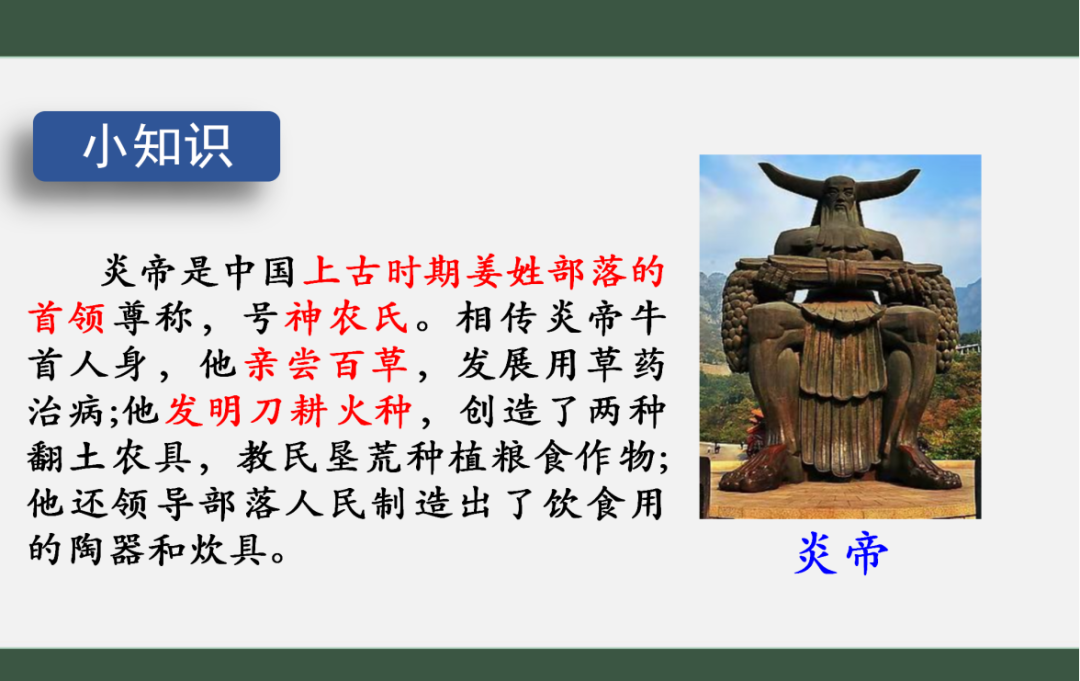 小知识
炎帝是中国上古时期姜姓部落的
首领尊称，号神农氏。相传炎帝牛
首人身，他亲尝百草，发展用草药
治病;他发明刀耕火种，创造了两种
翻土农具，教民垦荒种植粮食作物;
他还领导部落人民制造出了饮食用
的陶器和炊具。
炎帝